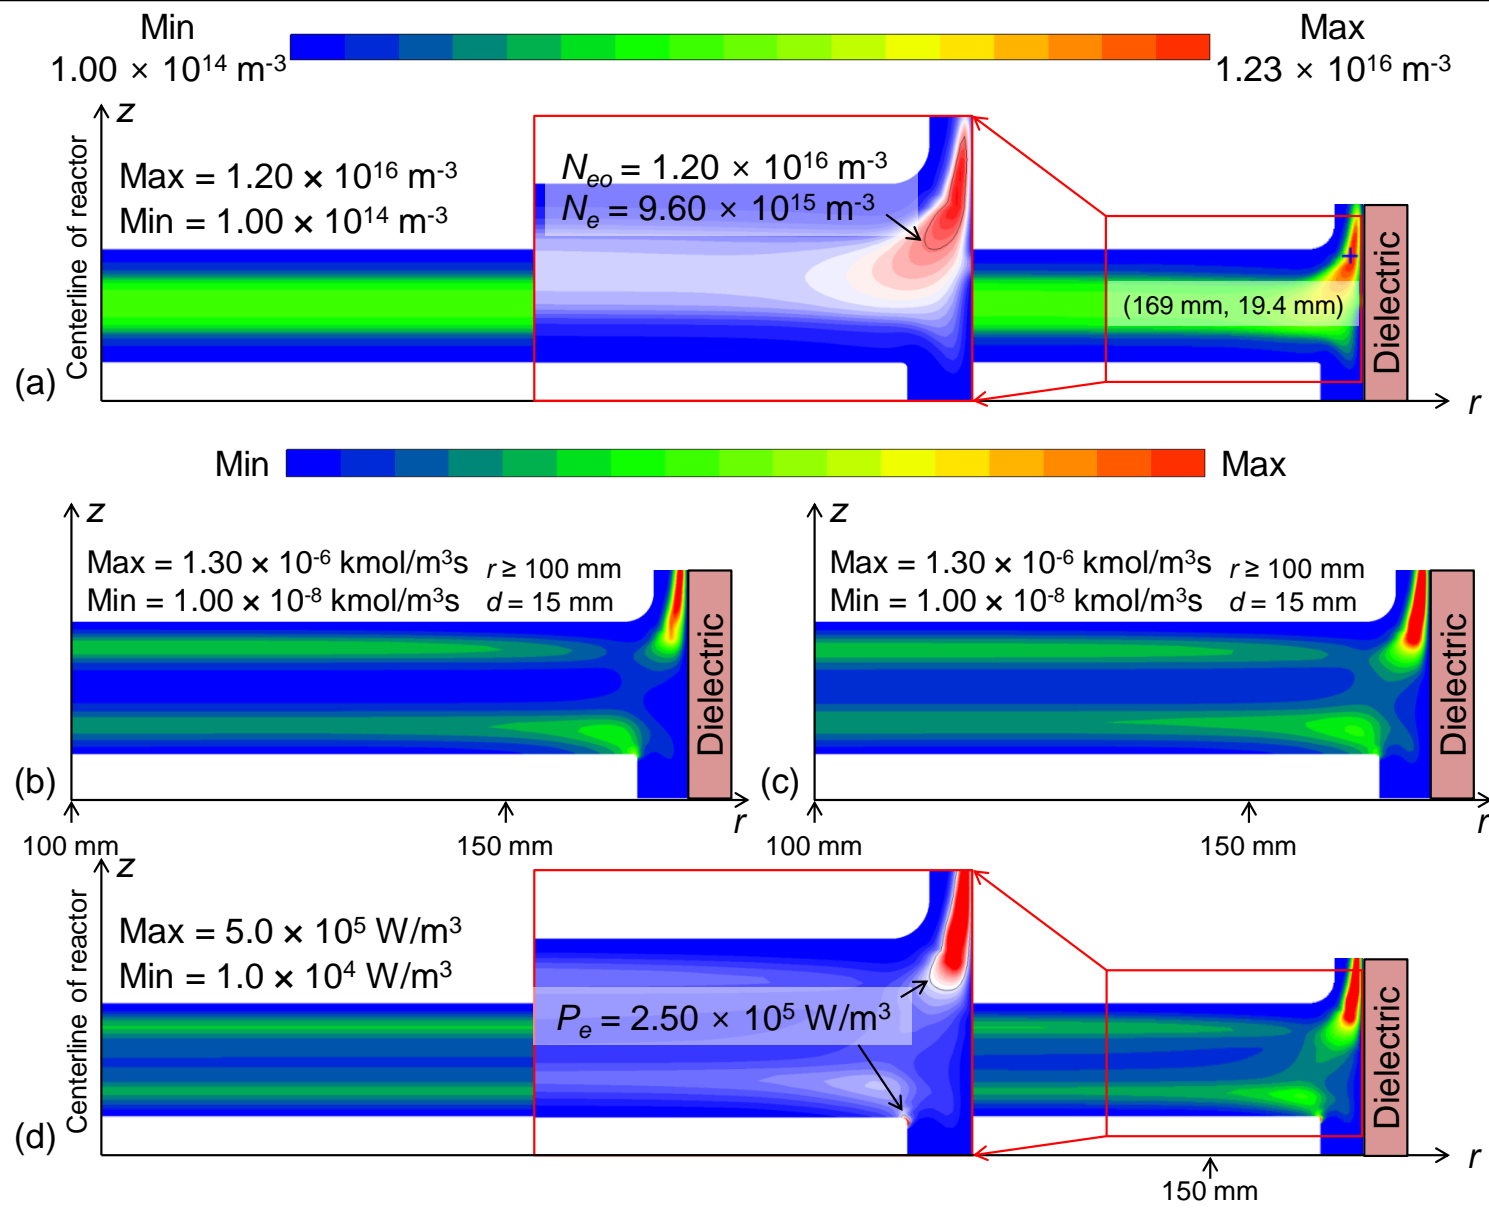 Min
1.00 × 10¹⁴ m⁻³
Max
1.23 × 10¹⁶ m⁻³
z
Centerline of reactor
Max = 1.20 × 10¹⁶ m⁻³
Min = 1.00 × 10¹⁴ m⁻³
Neo = 1.20 × 10¹⁶ m⁻³
Ne = 9.60 × 10¹⁵ m⁻³
(169 mm, 19.4 mm)
Dielectric
(a)
r
Min
Max
z
Max = 1.30 × 10⁻⁶ kmol/m³s
Min = 1.00 × 10⁻⁸ kmol/m³s
r ≥ 100 mm
d = 15 mm
Dielectric
(b)
r
100 mm
150 mm
z
Max = 1.30 × 10⁻⁶ kmol/m³s
Min = 1.00 × 10⁻⁸ kmol/m³s
r ≥ 100 mm
d = 15 mm
Dielectric
(c)
r
100 mm
150 mm
z
Centerline of reactor
Max = 5.0 × 10⁵ W/m³
Min = 1.0 × 10⁴ W/m³
Pe = 2.50 × 10⁵ W/m³
Dielectric
(d)
r
150 mm